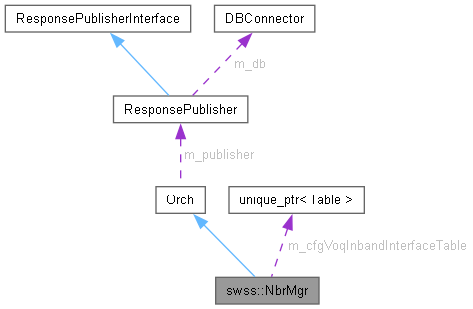 ResponsePublisherInterface
DBConnector
m_db
ResponsePublisher
m_publisher
Orch
unique_ptr< Table >
m_cfgVoqInbandInterfaceTable
swss::NbrMgr